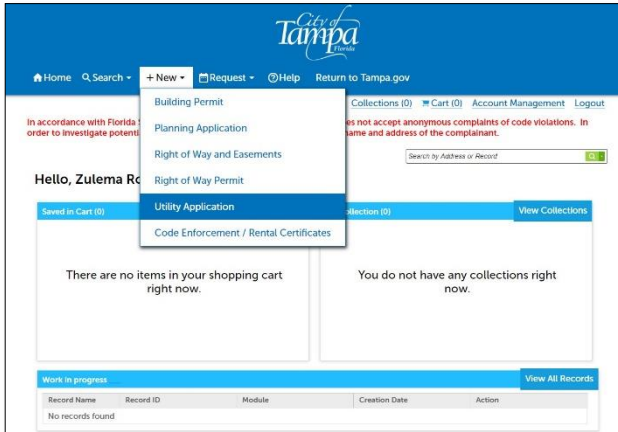 City of
Tampa
Florida
Home Search + New Request Help Return to Tampa.gov
Building Permit
Planning Application
Right of Way and Easements
Right of Way Permit
Utility Application
Code Enforcement / Rental Certificates
Collections (0) Cart (0) Account Management Logout
In accordance with Florida es not accept anonymous complaints of code violations. In
order to investigate potenti name and address of the complainant.
Search by Address or Record
Hello, Zulema Ro
Saved in Cart (0) ollection (0) View Collections
There are no items in your shopping cart
right now.
You do not have any collections right
now.
Work in progress View All Records
Record Name Record ID Module Creation Date Action
No records found